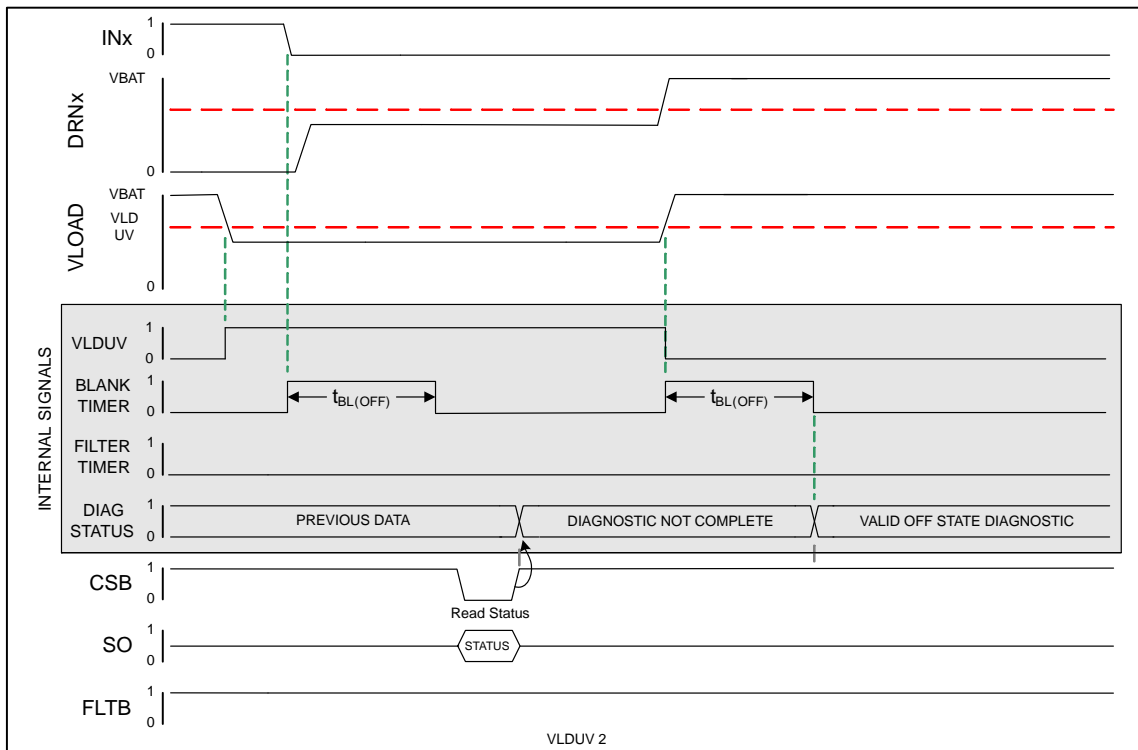 INx
1
0
DRNx
VBAT
0
VLOAD
VBAT
VLD
UV
0
INTERNAL SIGNALS
VLDUV
1
0
BLANK
TIMER
1
0
tBL(OFF)
tBL(OFF)
FILTER
TIMER
1
0
DIAG
STATUS
1
0
PREVIOUS DATA
DIAGNOSTIC NOT COMPLETE
VALID OFF STATE DIAGNOSTIC
CSB
1
0
Read Status
SO
1
0
STATUS
FLTB
1
0
VLDUV 2